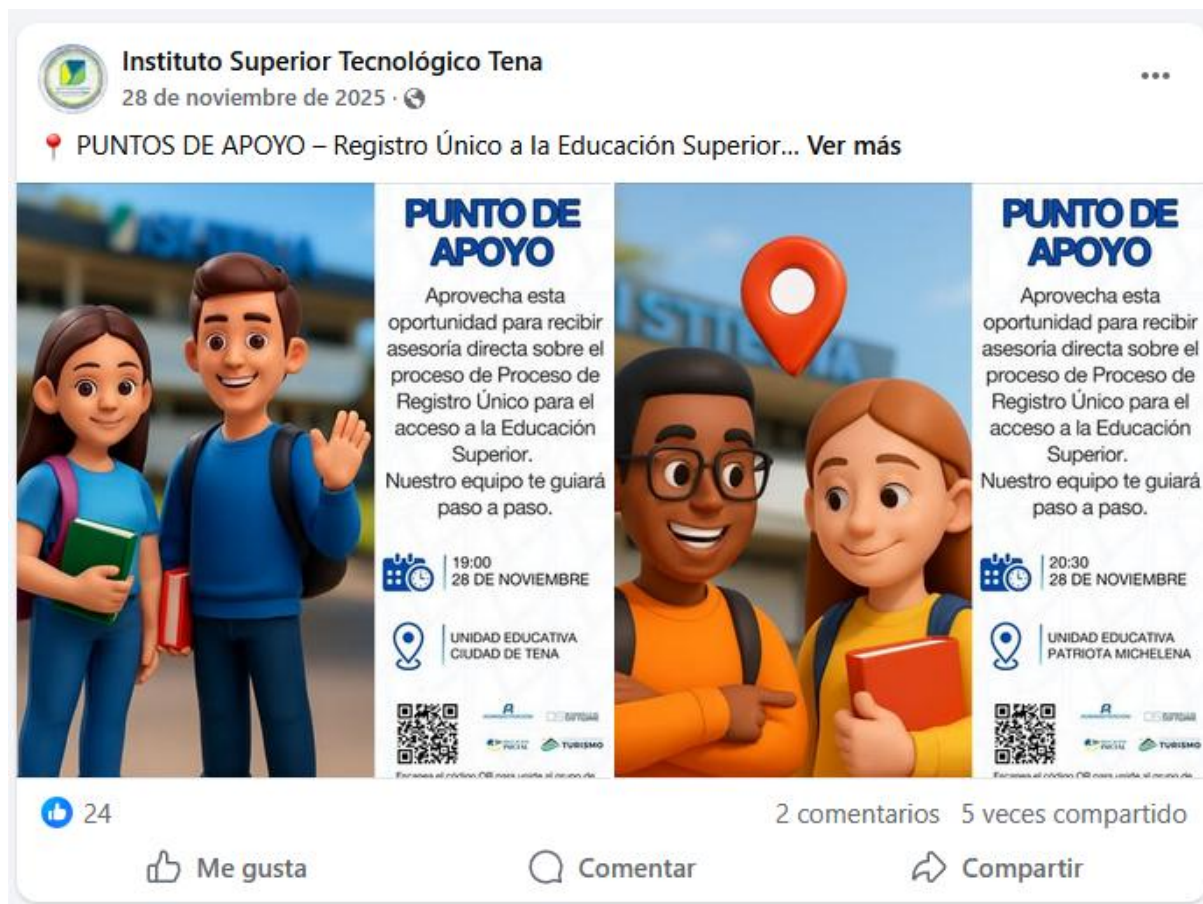 Instituto Superior Tecnológico Tena
28 de noviembre de 2025 ·
PUNTOS DE APOYO – Registro Único a la Educación Superior... Ver más
PUNTO DE
APOYO
Aprovecha esta
oportunidad para recibir
asesoría directa sobre el
proceso de Proceso de
Registro Único para el
acceso a la Educación
Superior.
Nuestro equipo te guiará
paso a paso.
19:00
28 DE NOVIEMBRE
UNIDAD EDUCATIVA
CIUDAD DE TENA
TURISMO
PUNTO DE
APOYO
Aprovecha esta
oportunidad para recibir
asesoría directa sobre el
proceso de Proceso de
Registro Único para el
acceso a la Educación
Superior.
Nuestro equipo te guiará
paso a paso.
20:30
28 DE NOVIEMBRE
UNIDAD EDUCATIVA
PATRIOTA MICHELENA
TURISMO
24
2 comentarios 5 veces compartido
Me gusta
Comentar
Compartir